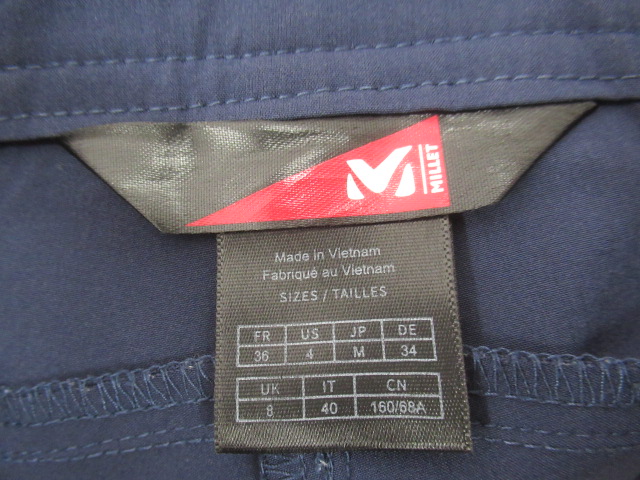 MILLET
Made in Vietnam
Fabriqué au Vietnam
SIZES / TAILLES
FR US JP DE
36 4 M 34
UK IT CN
8 40 160/68A